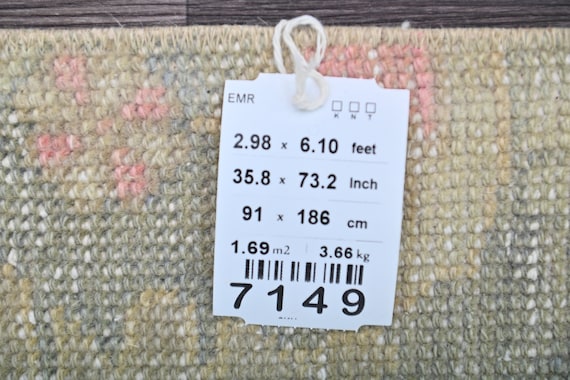 EMR
K N T
2.98 x 6.10 feet
35.8 x 73.2 Inch
91 x 186 cm
1.69 m2 3.66 kg
7149